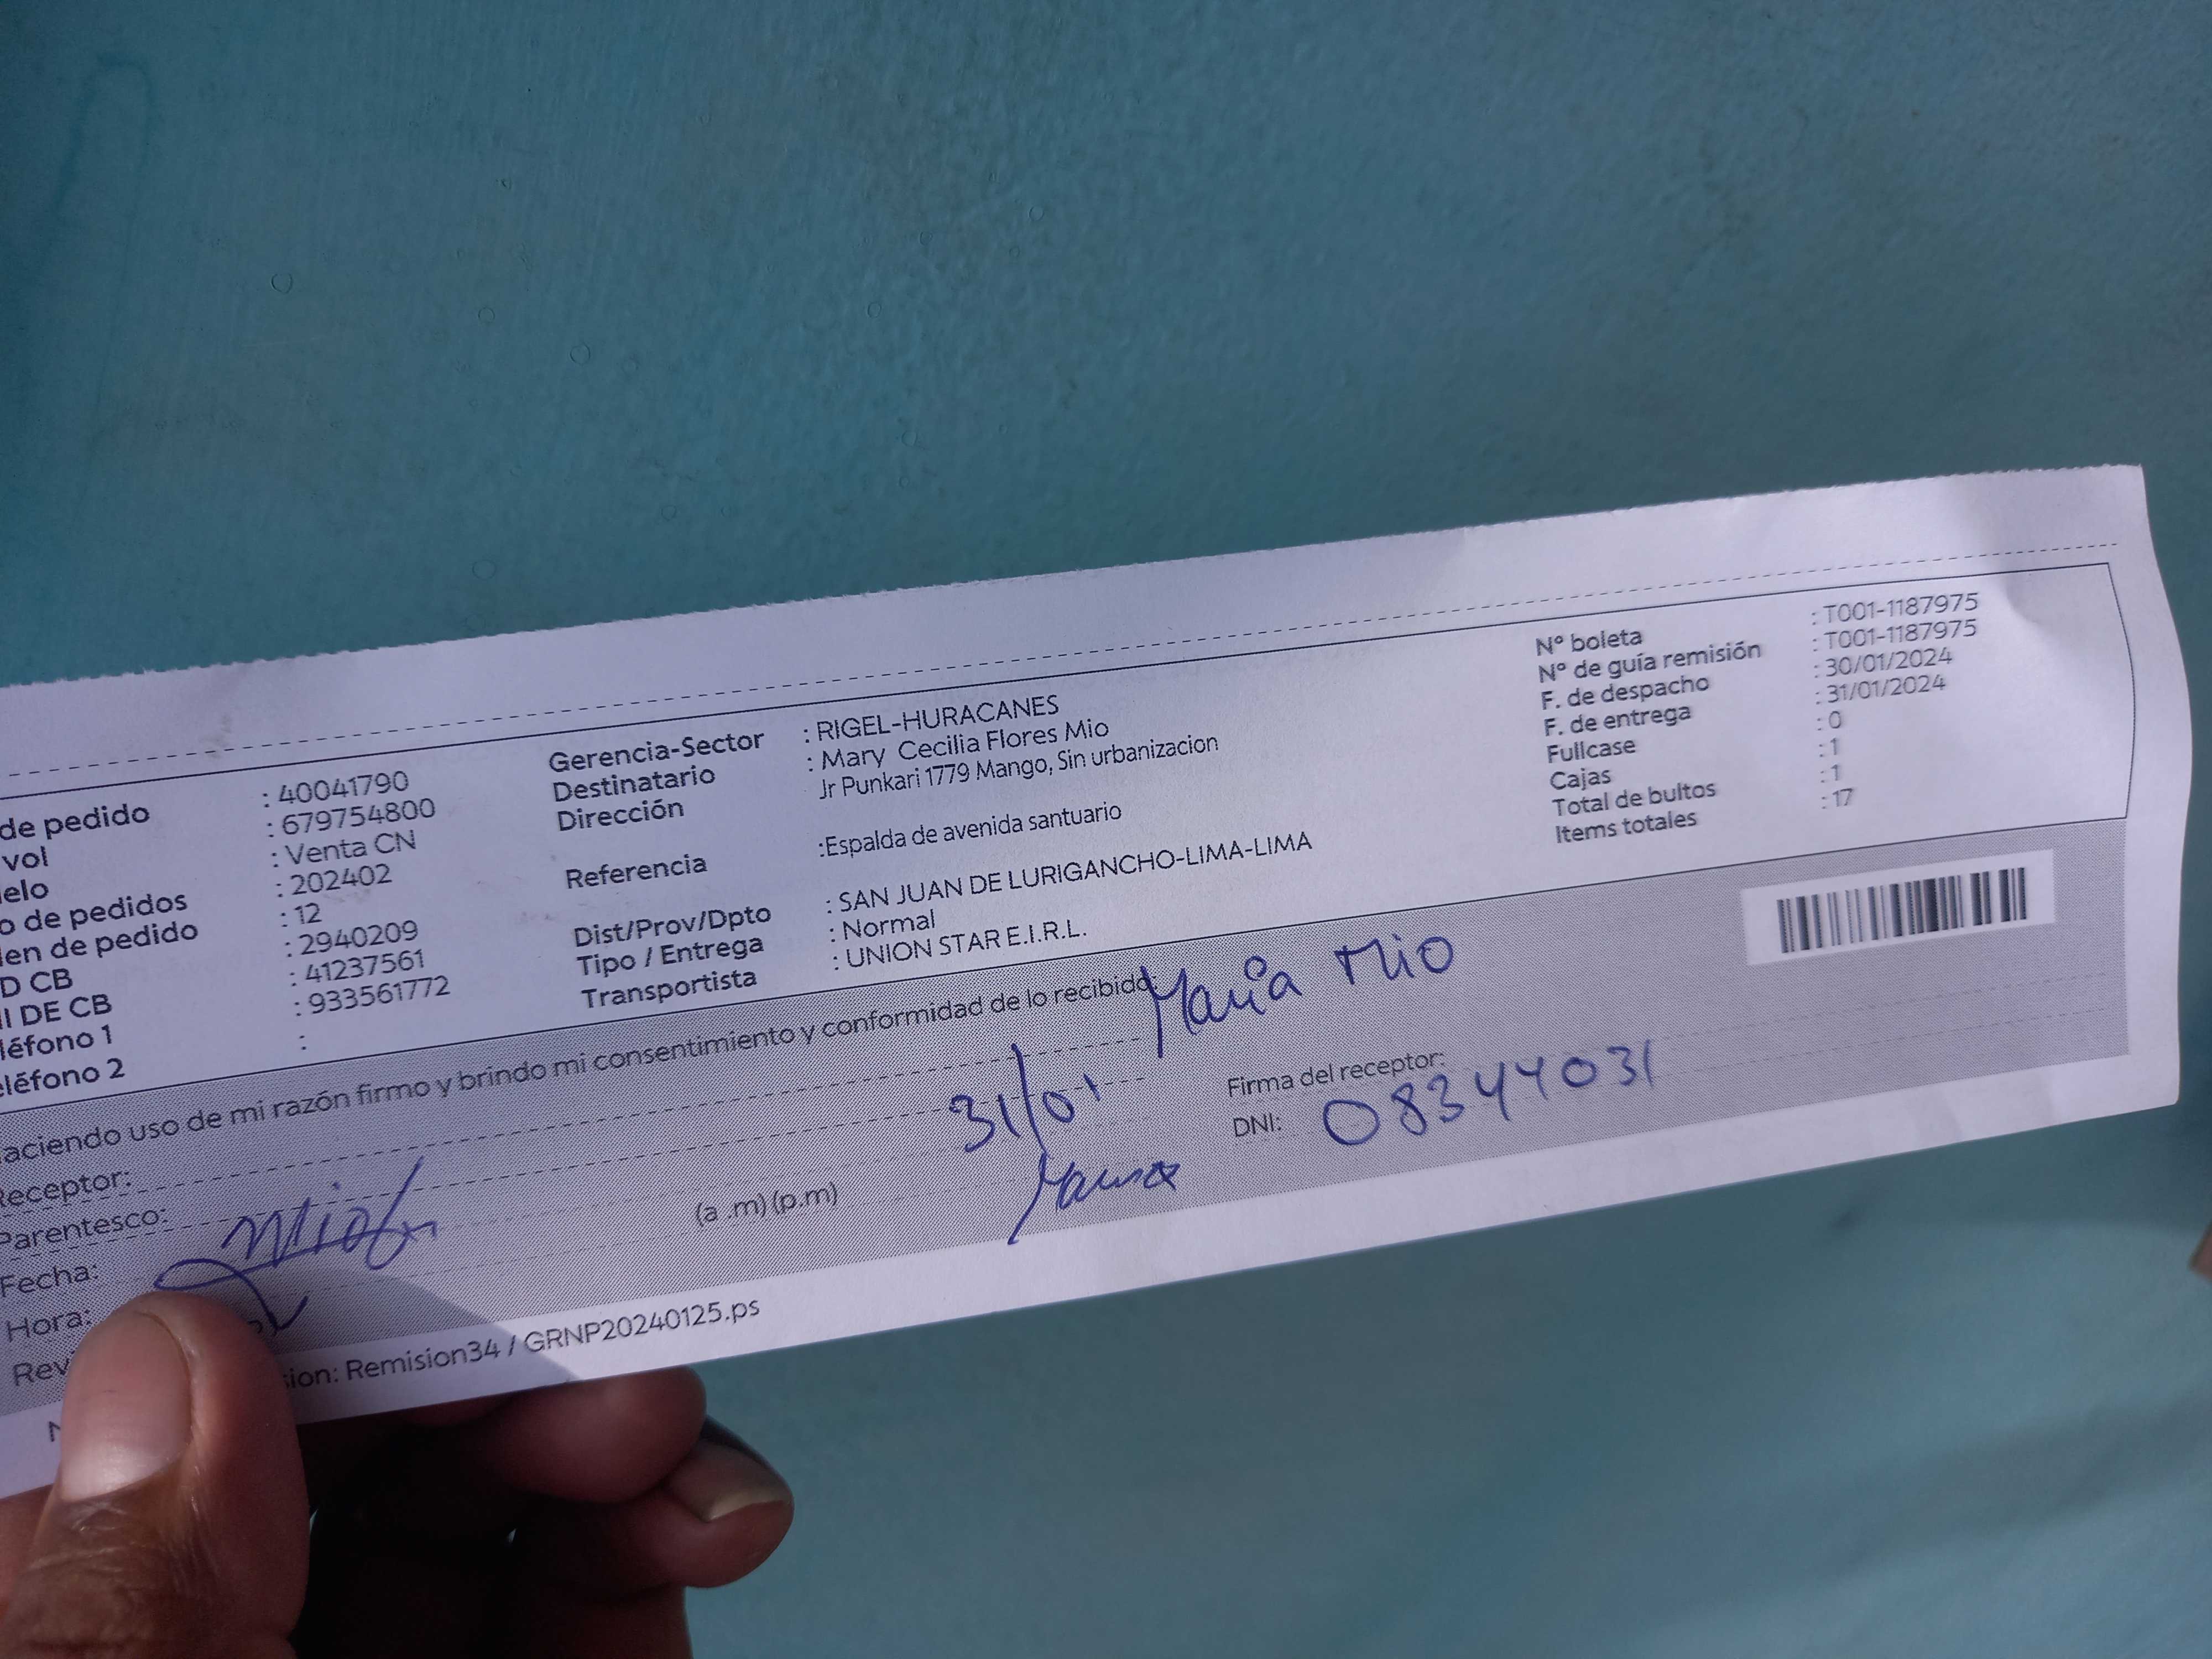 de pedido : 40041790
vol : 679754800
elo : Venta CN
o de pedidos : 202402
en de pedido : 12
D CB : 2940209
I DE CB : 41237561
léfono 1 : 933561772
eléfono 2 :
Gerencia-Sector : RIGEL-HURACANES
Destinatario : Mary Cecilia Flores Mio
Dirección Jr Punkari 1779 Mango, Sin urbanizacion
Referencia :Espalda de avenida santuario
Dist/Prov/Dpto : SAN JUAN DE LURIGANCHO-LIMA-LIMA
Tipo / Entrega : Normal
Transportista : UNION STAR E.I.R.L.
N° boleta : T001-1187975
N° de guía remisión : T001-1187975
F. de despacho : 30/01/2024
F. de entrega : 31/01/2024
Fullcase : 0
Cajas : 1
Total de bultos : 1
Items totales : 17
aciendo uso de mi razón firmo y brindo mi consentimiento y conformidad de lo recibido
Maria Mio
Receptor:
Parentesco:
Fecha:
Hora: (a .m) (p.m)
Rev
31/01
Firma del receptor:
DNI: 08344031
sion: Remision34 / GRNP20240125.ps